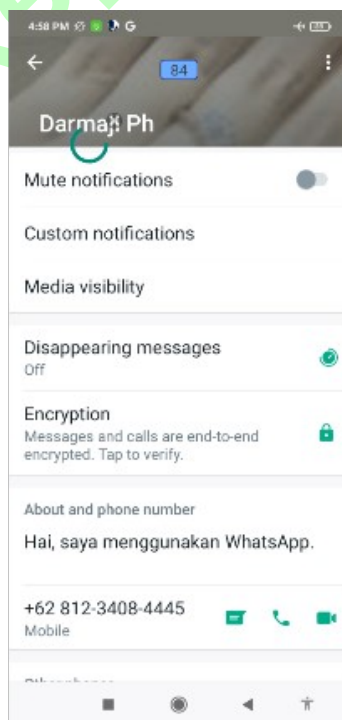 4:58 PM
84
Darmaji Ph
Mute notifications
Custom notifications
Media visibility
Disappearing messages
Off
Encryption
Messages and calls are end-to-end
encrypted. Tap to verify.
About and phone number
Hai, saya menggunakan WhatsApp.
+62 812-3408-4445
Mobile